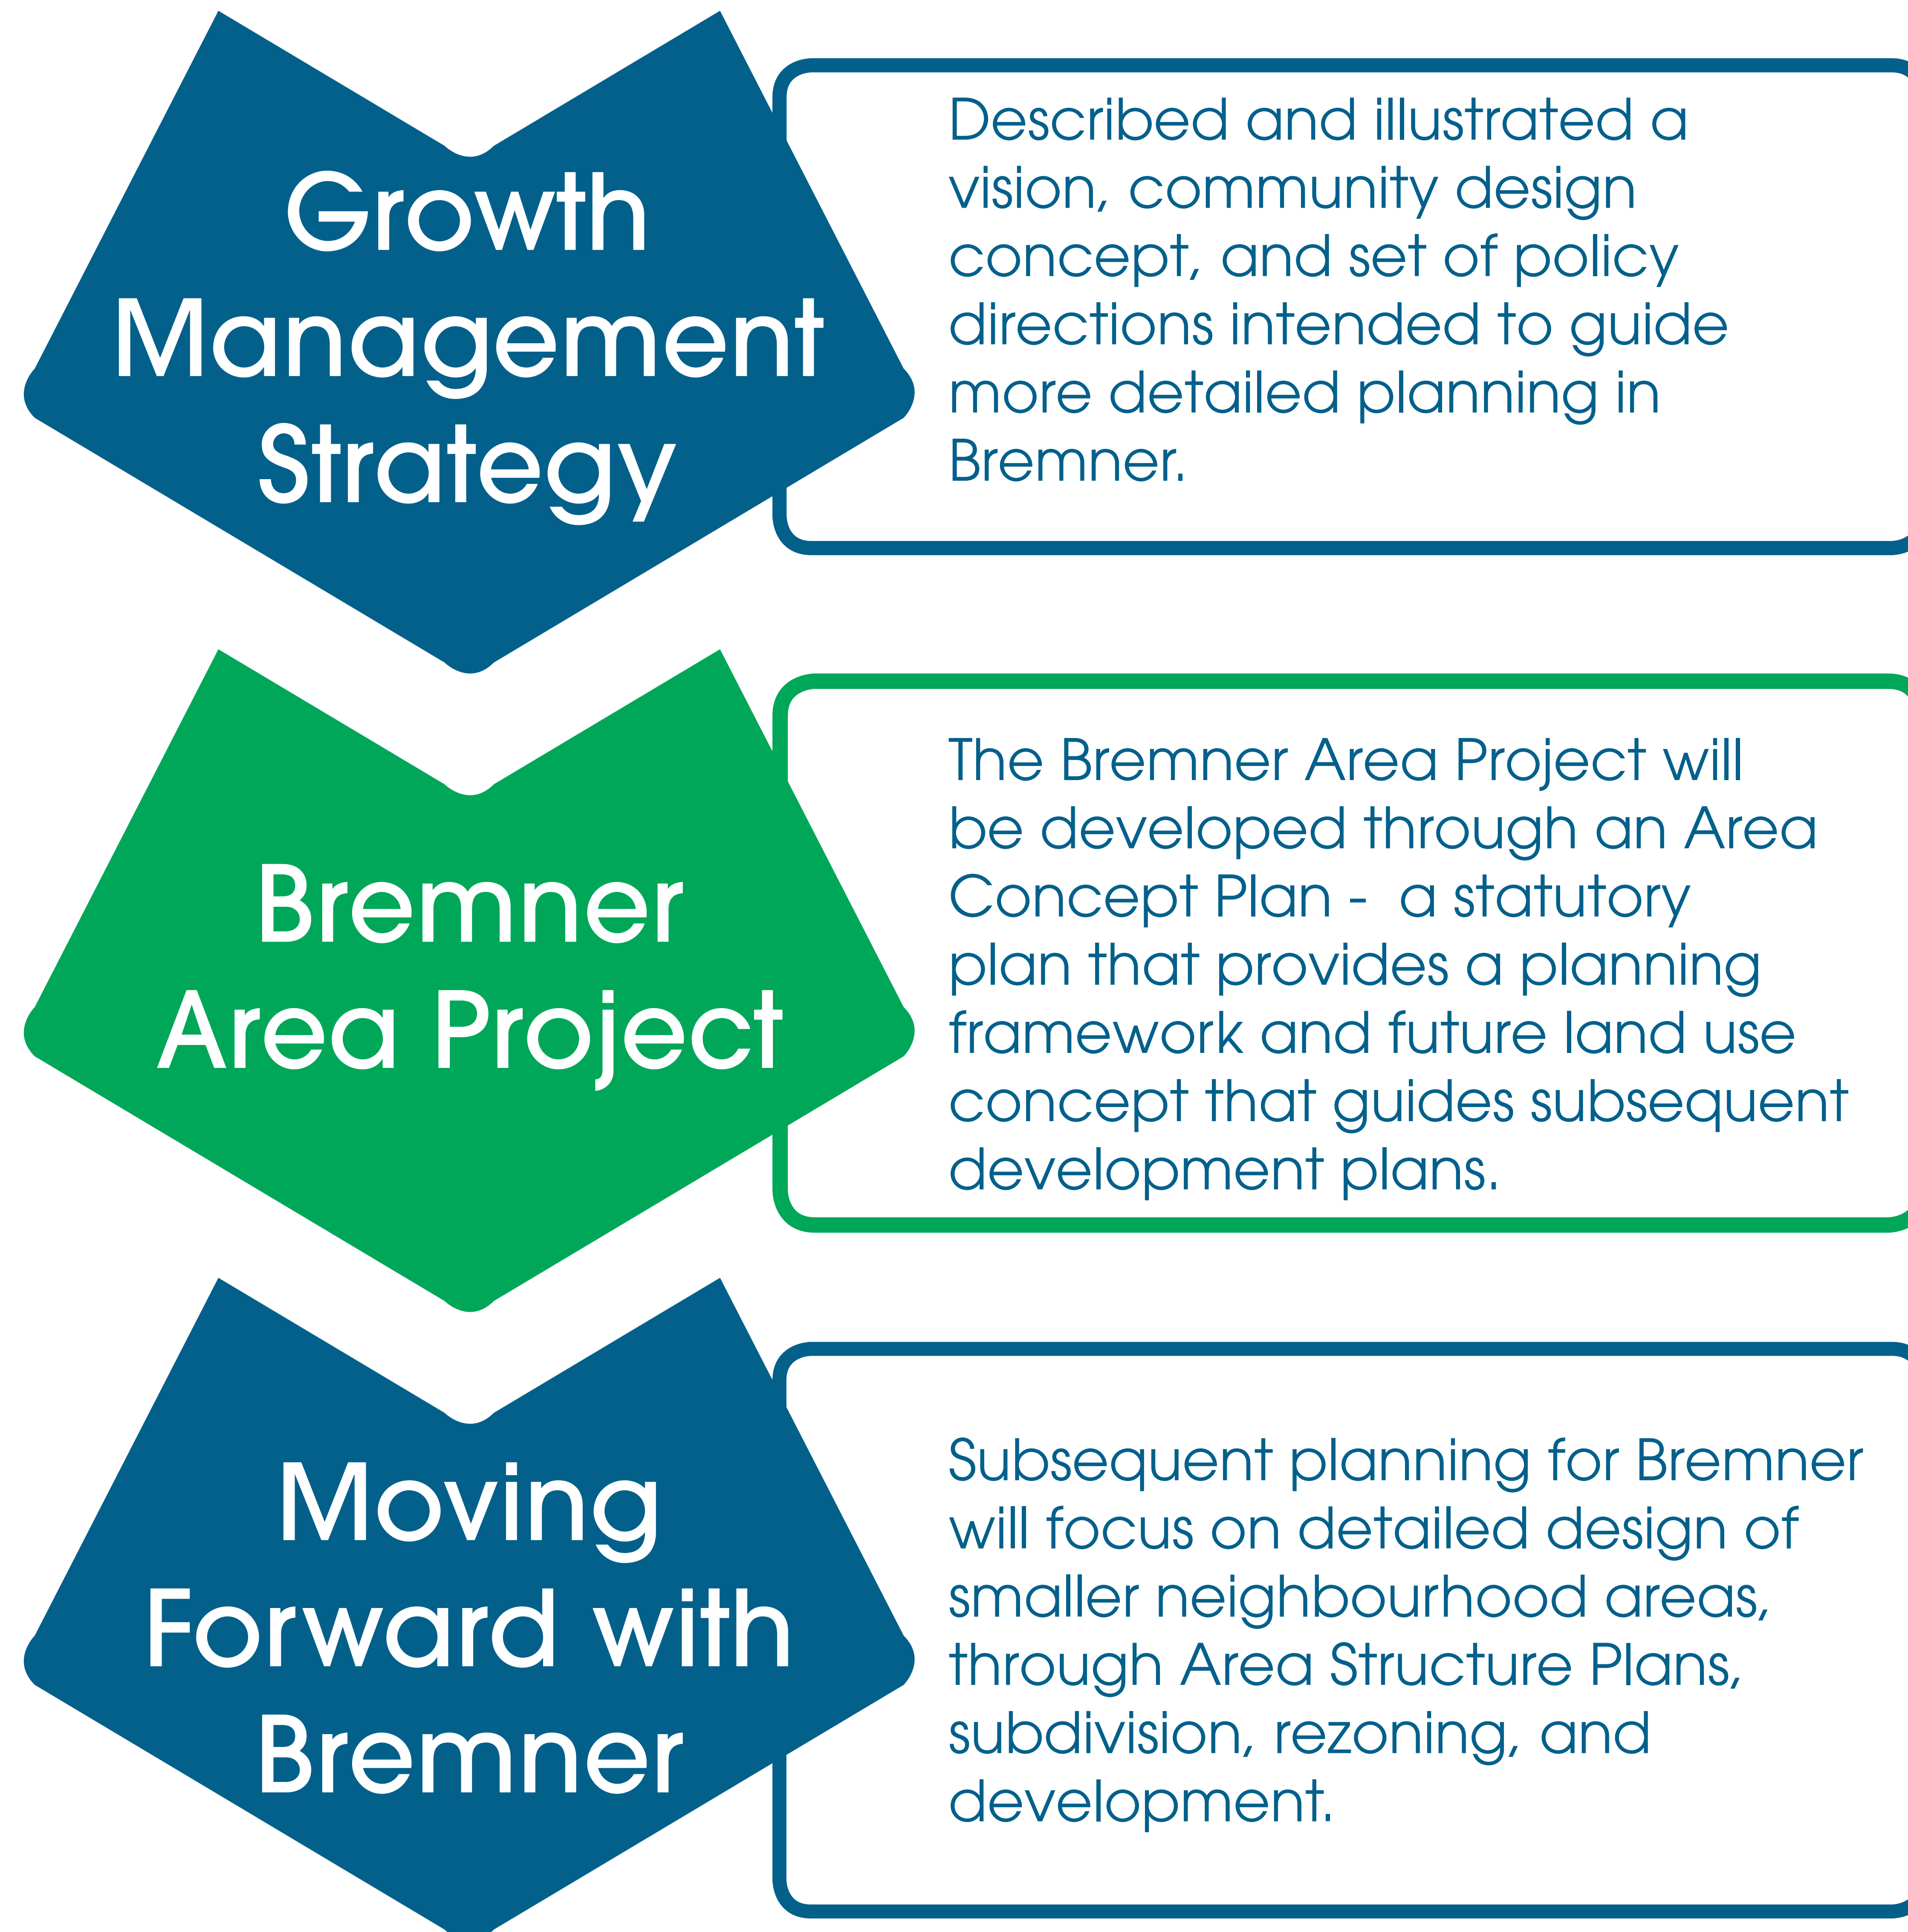 Growth
Management
Strategy
Described and illustrated a
vision, community design
concept, and set of policy
directions intended to guide
more detailed planning in
Bremner.
Bremner
Area Project
The Bremner Area Project will
be developed through an Area
Concept Plan -  a statutory
plan that provides a planning
framework and future land use
concept that guides subsequent
development plans.
Moving
Forward with
Bremner
Subsequent planning for Bremner
will focus on detailed design of
smaller neighbourhood areas,
through Area Structure Plans,
subdivision, rezoning, and
development.